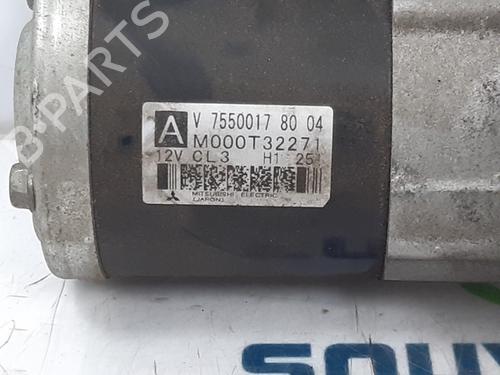 A V 7550017 80 04
M000T32271
12V CL3 H1 25
MITSUBISHI ELECTRIC
(JAPAN)
B-PARTS